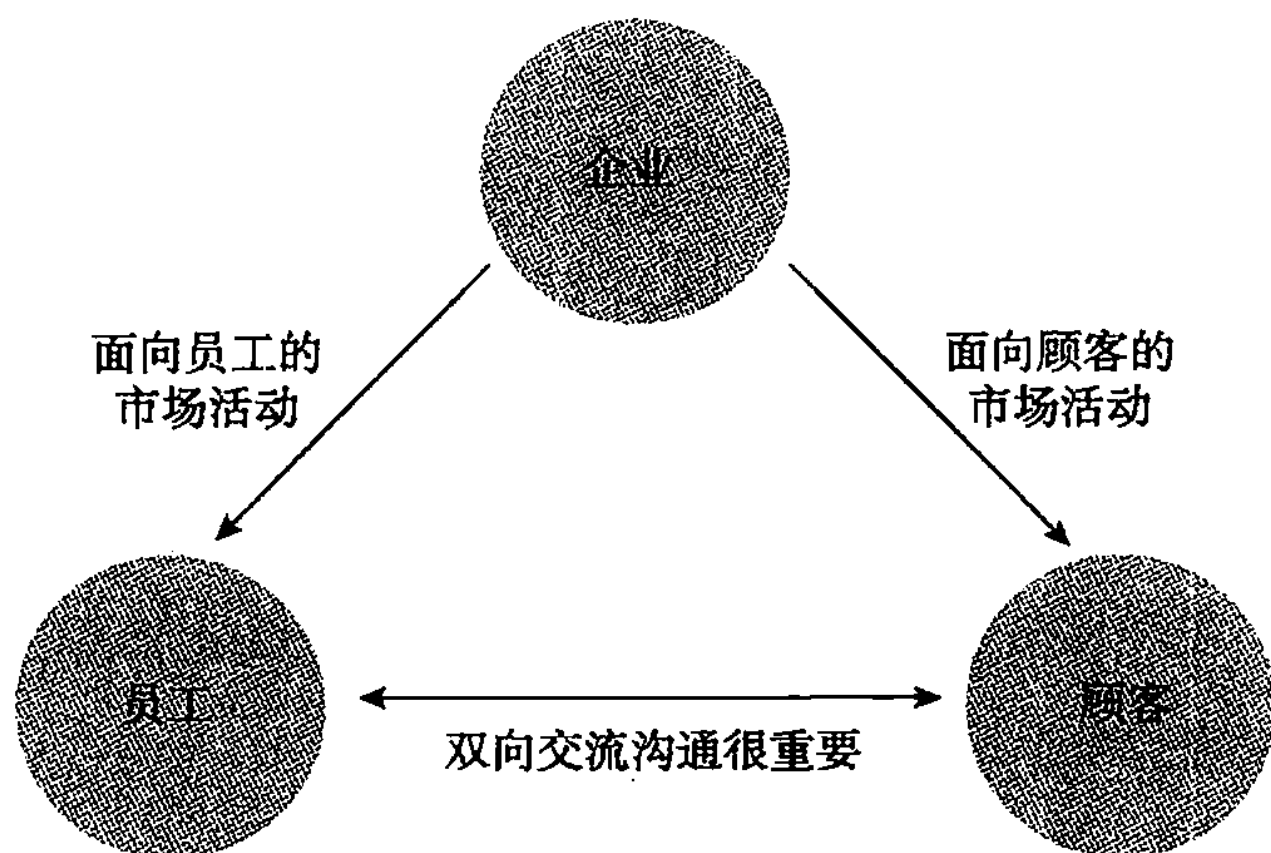 企业
面向员工的
市场活动
面向顾客的
市场活动
员工
顾客
双向交流沟通很重要